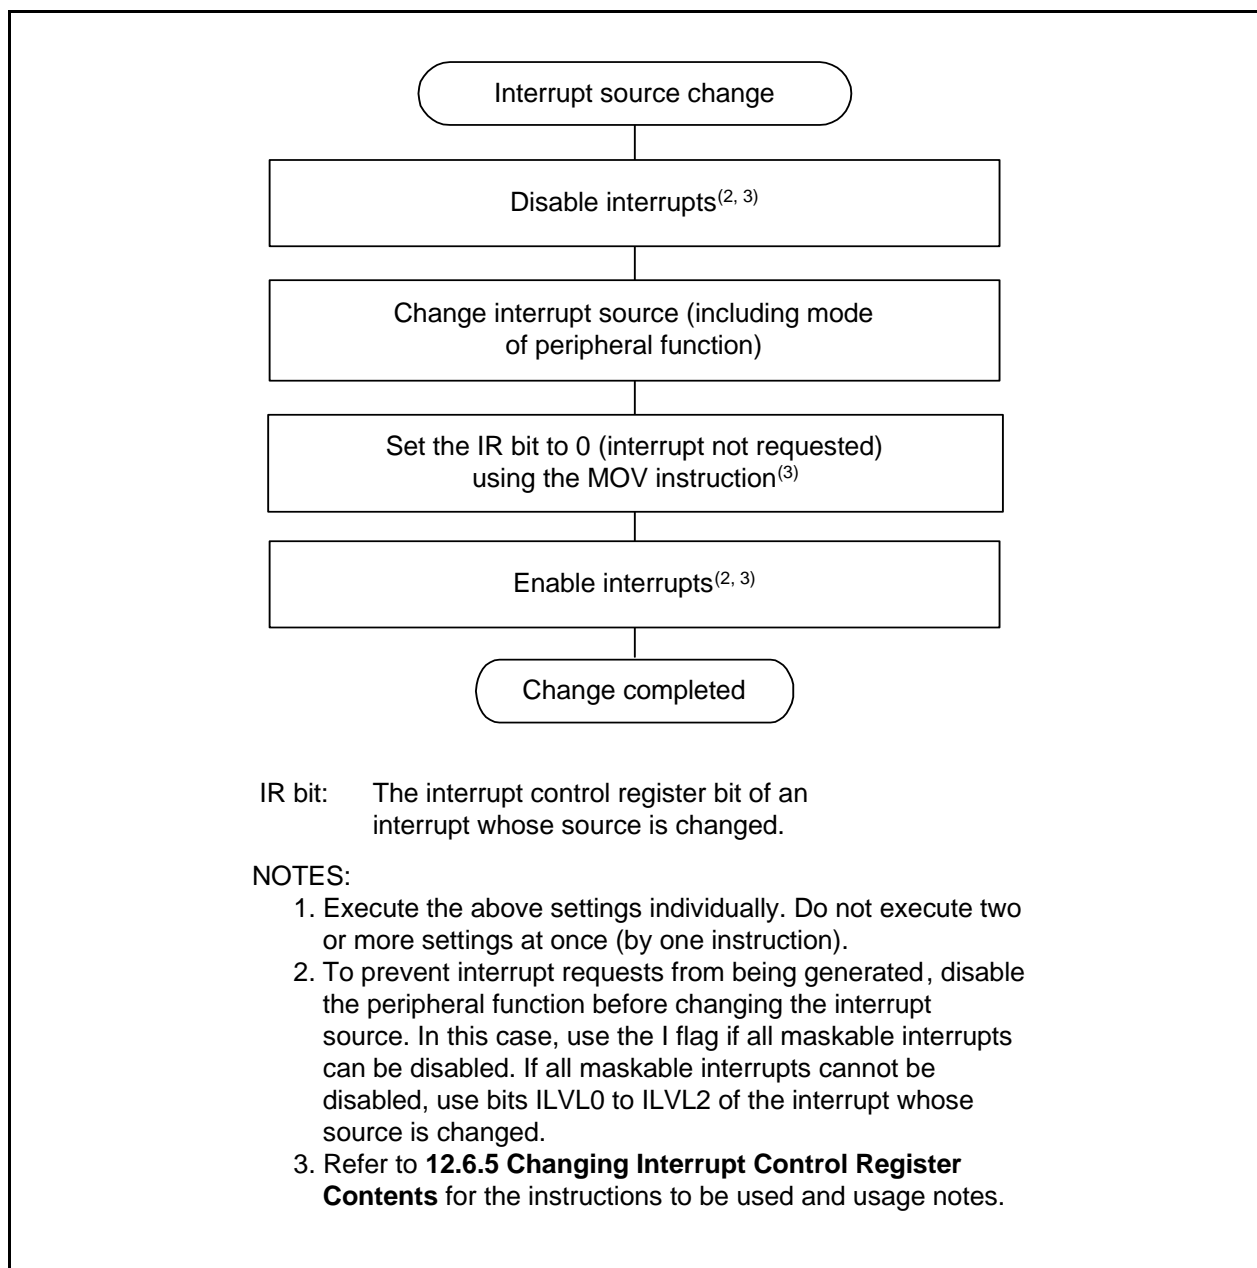 Interrupt source change
Disable interrupts(2, 3)
Change interrupt source (including mode
of peripheral function)
Set the IR bit to 0 (interrupt not requested)
using the MOV instruction(3)
Enable interrupts(2, 3)
Change completed
IR bit: The interrupt control register bit of an
interrupt whose source is changed.
NOTES:
1. Execute the above settings individually. Do not execute two
or more settings at once (by one instruction).
2. To prevent interrupt requests from being generated, disable
the peripheral function before changing the interrupt
source. In this case, use the I flag if all maskable interrupts
can be disabled. If all maskable interrupts cannot be
disabled, use bits ILVL0 to ILVL2 of the interrupt whose
source is changed.
3. Refer to 12.6.5 Changing Interrupt Control Register
Contents for the instructions to be used and usage notes.